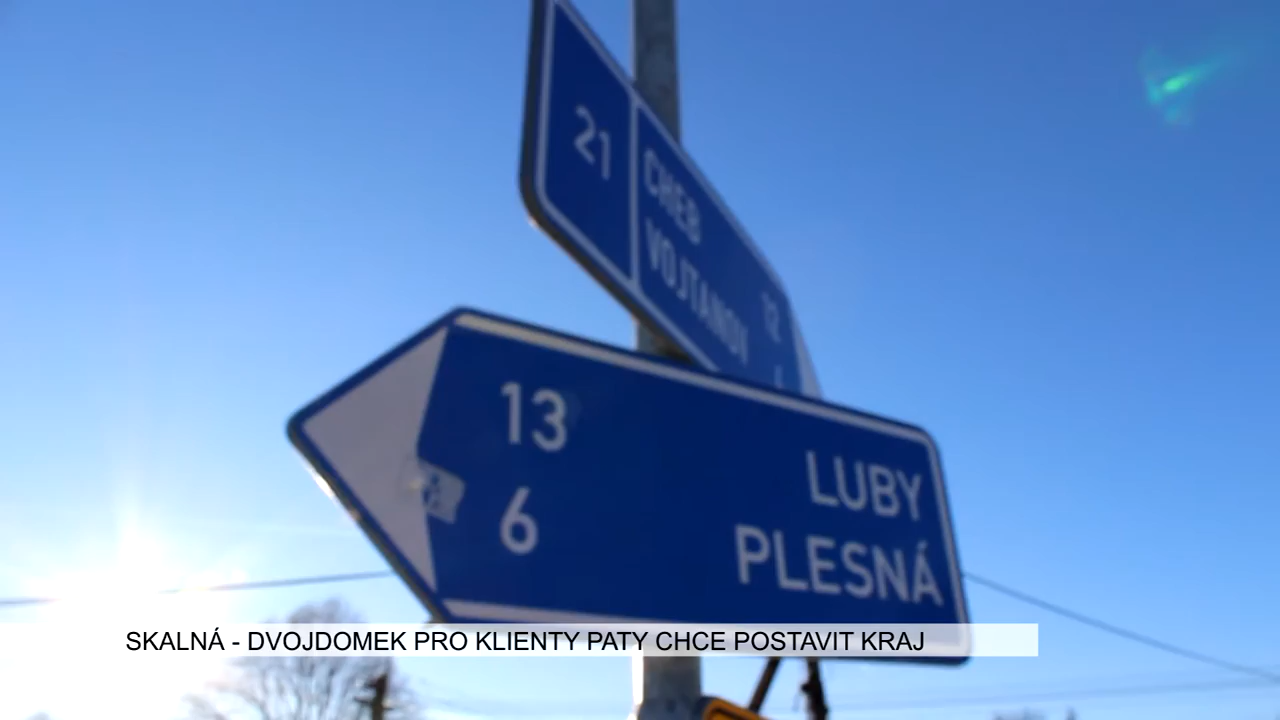 21
CHEB
VOJTANOV
12
13
LUBY
6
PLESNÁ
SKALNÁ - DVOJDOMEK PRO KLIENTY PATY CHCE POSTAVIT KRAJ